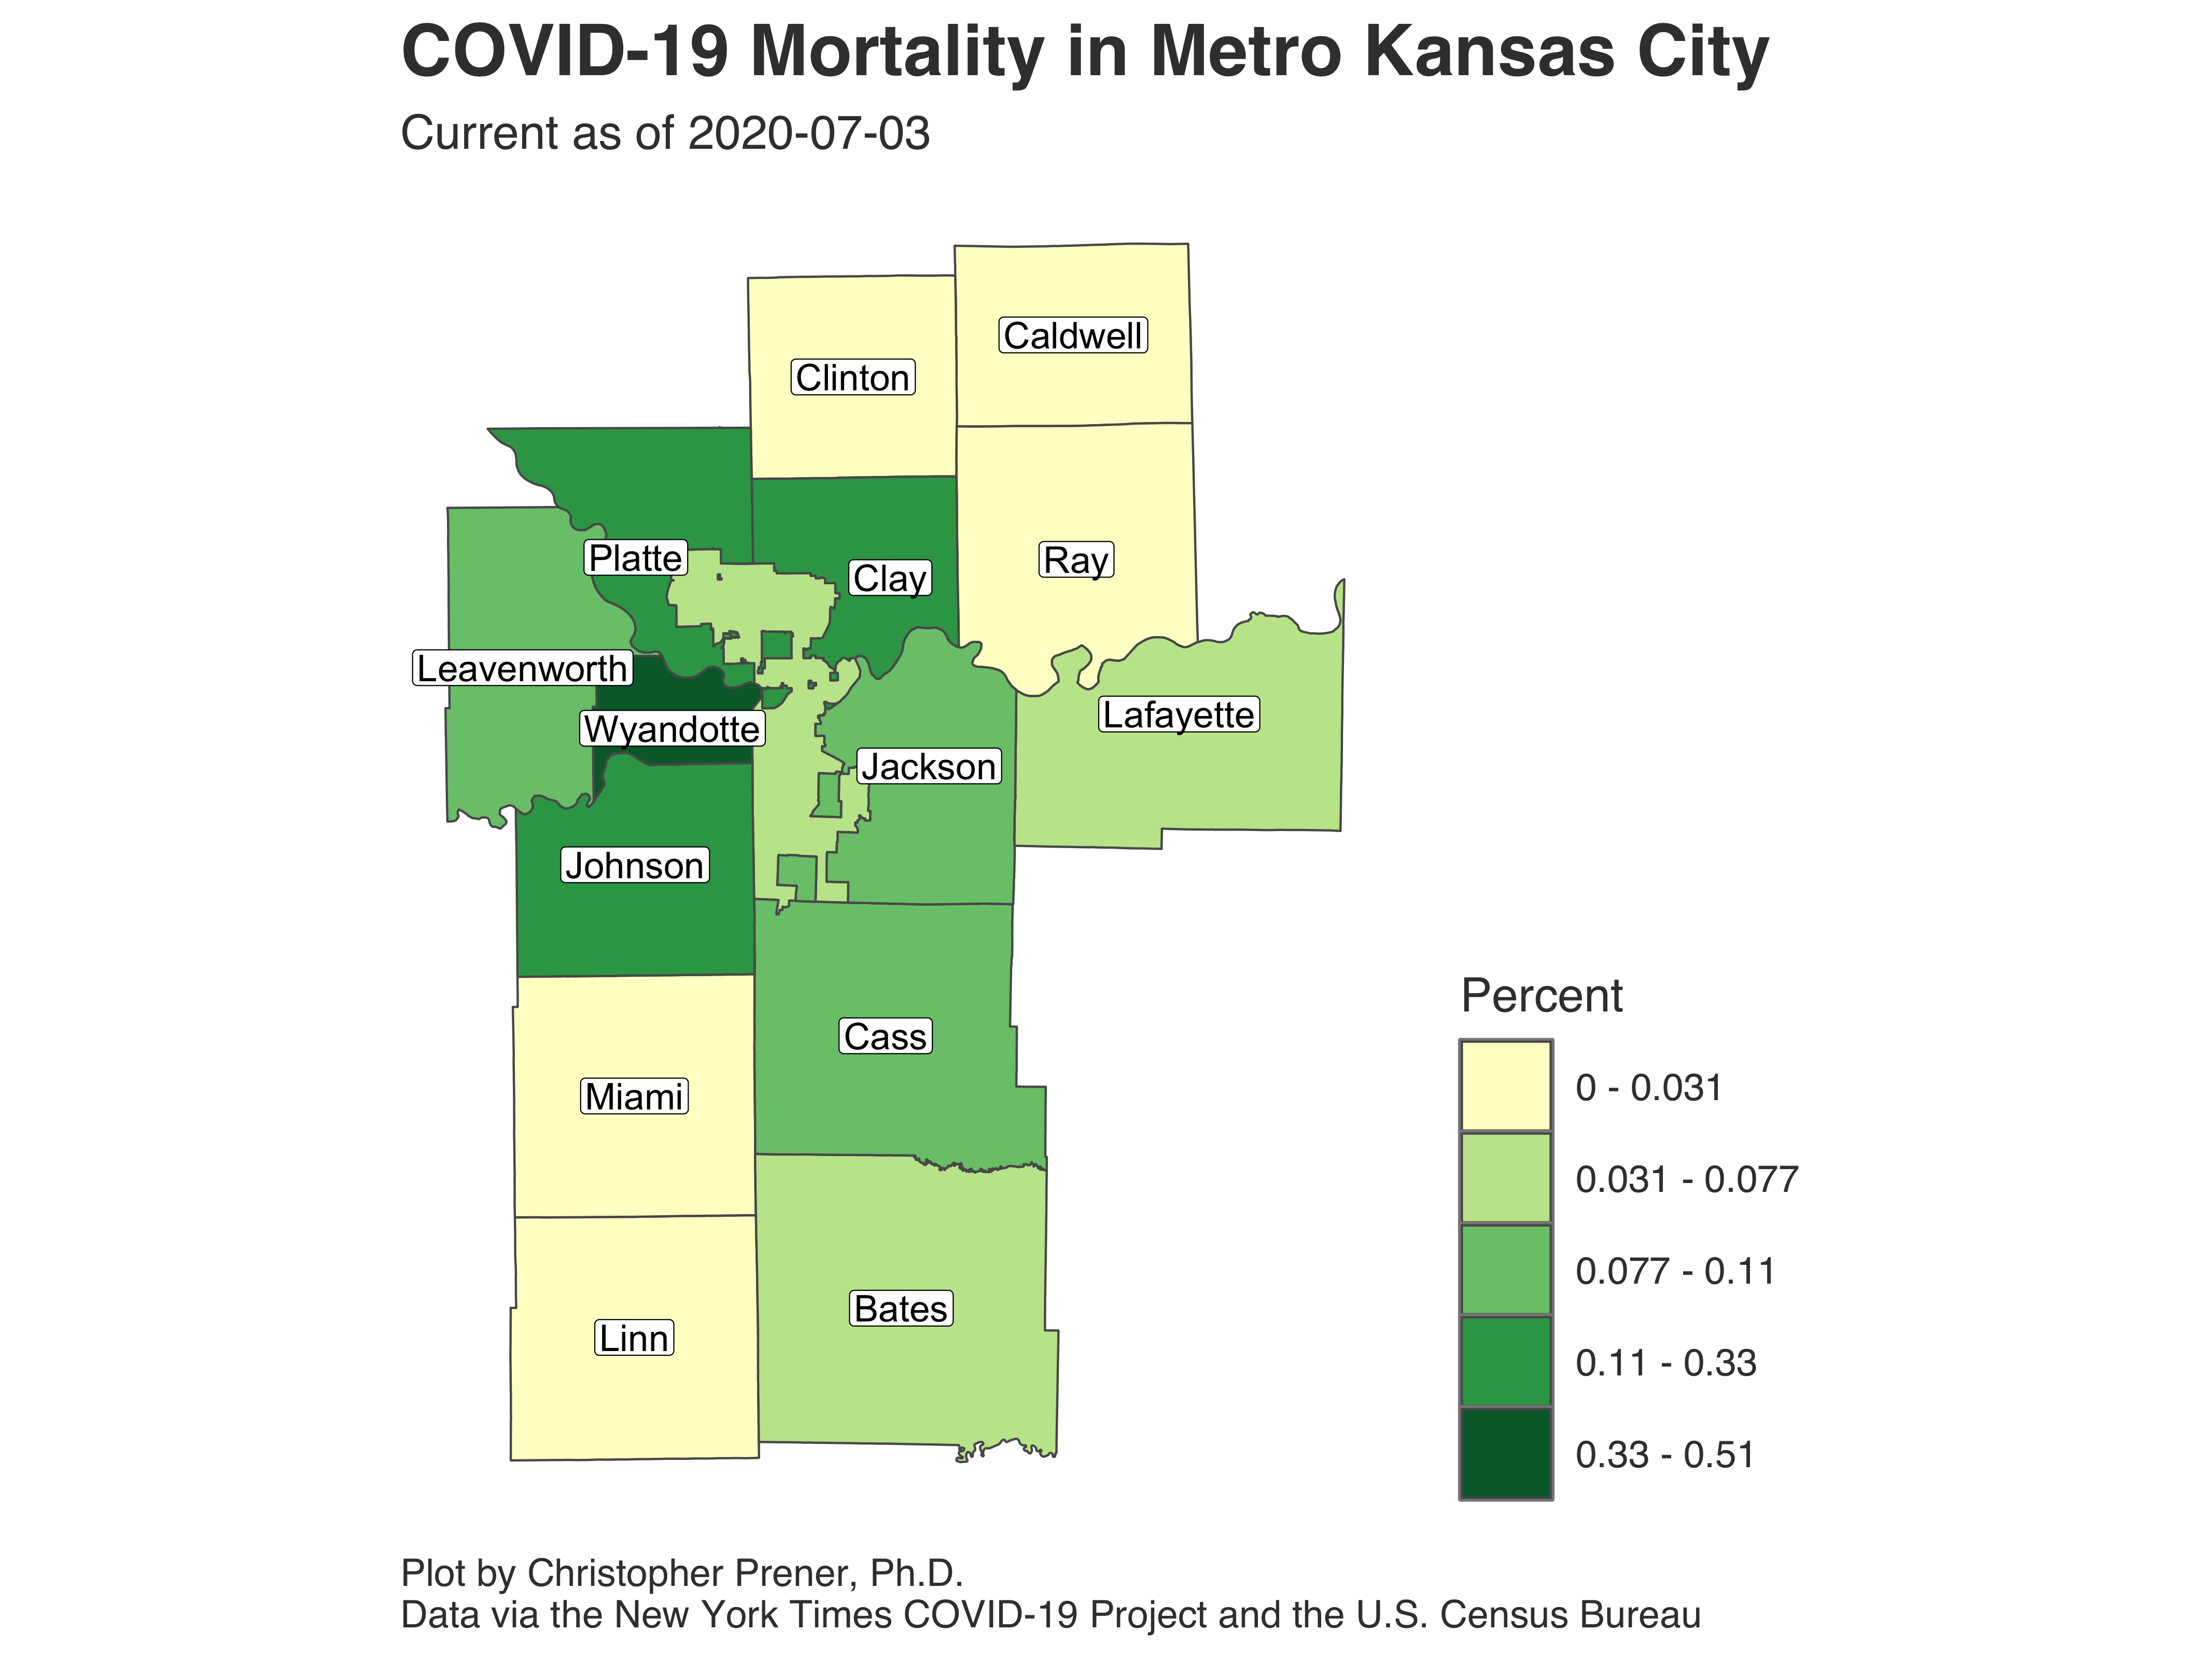 COVID-19 Mortality in Metro Kansas City
Current as of 2020-07-03
Caldwell
Clinton
Platte
Clay
Ray
Leavenworth
Lafayette
Wyandotte
Jackson
Johnson
Cass
Miami
Bates
Linn
Percent
0 - 0.031
0.031 - 0.077
0.077 - 0.11
0.11 - 0.33
0.33 - 0.51
Plot by Christopher Prener, Ph.D.
Data via the New York Times COVID-19 Project and the U.S. Census Bureau